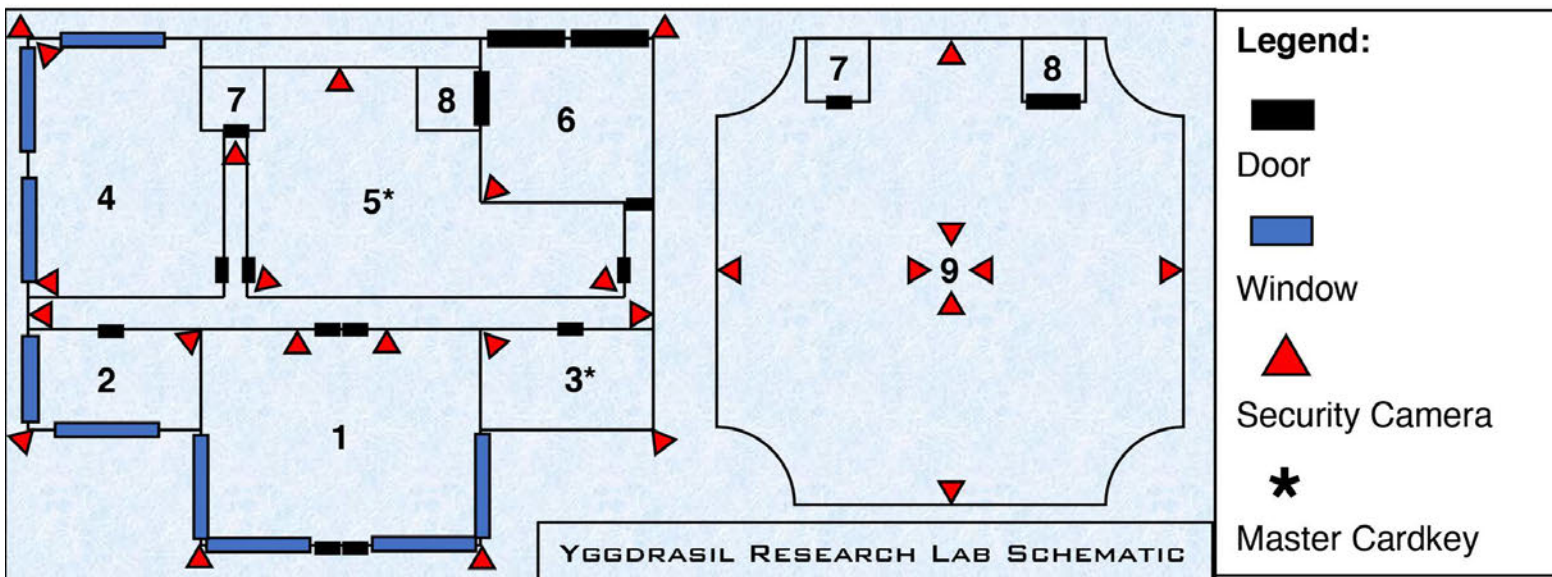 7
8
6
4
5*
2
3*
1
7
8
9
Yggdrasil Research Lab Schematic
Legend:
Door
Window
Security Camera
*
Master Cardkey